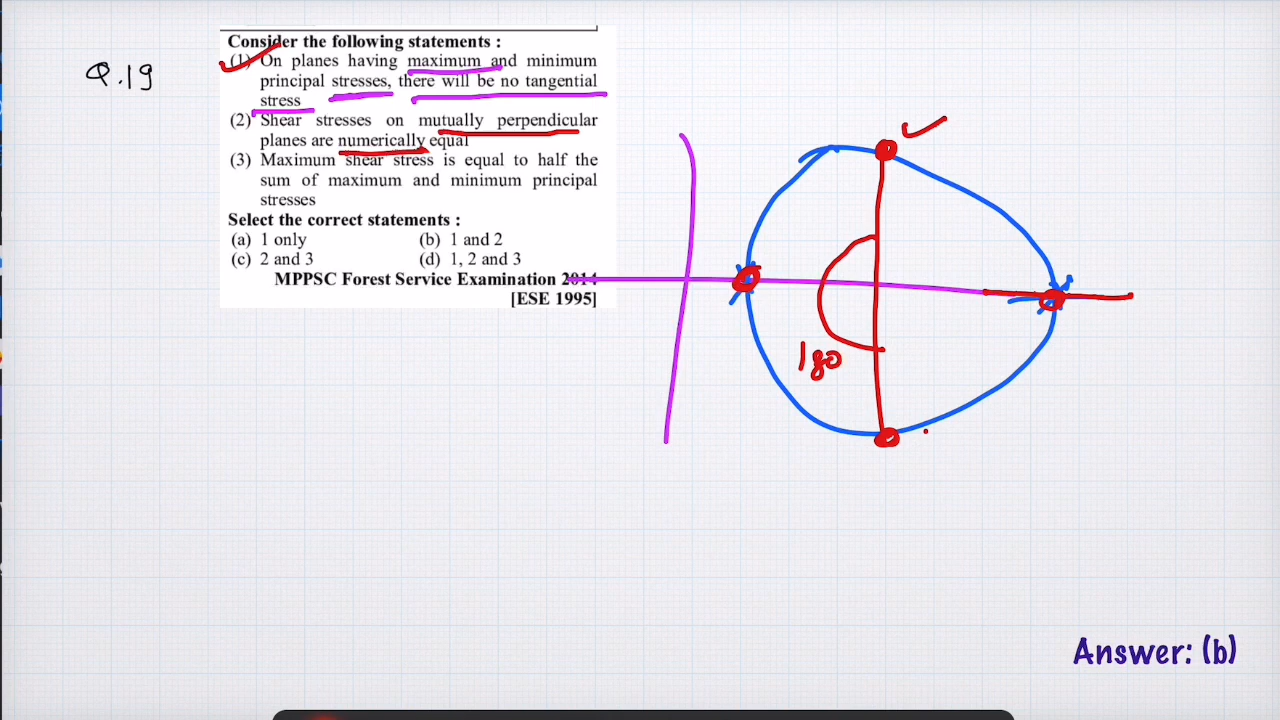 Q.19
Consider the following statements :
(1) On planes having maximum and minimum
principal stresses, there will be no tangential
stress
(2) Shear stresses on mutually perpendicular
planes are numerically equal
(3) Maximum shear stress is equal to half the
sum of maximum and minimum principal
stresses
Select the correct statements :
(a) 1 only (b) 1 and 2
(c) 2 and 3 (d) 1, 2 and 3
MPPSC Forest Service Examination 2014
[ESE 1995]
180
Answer: (b)